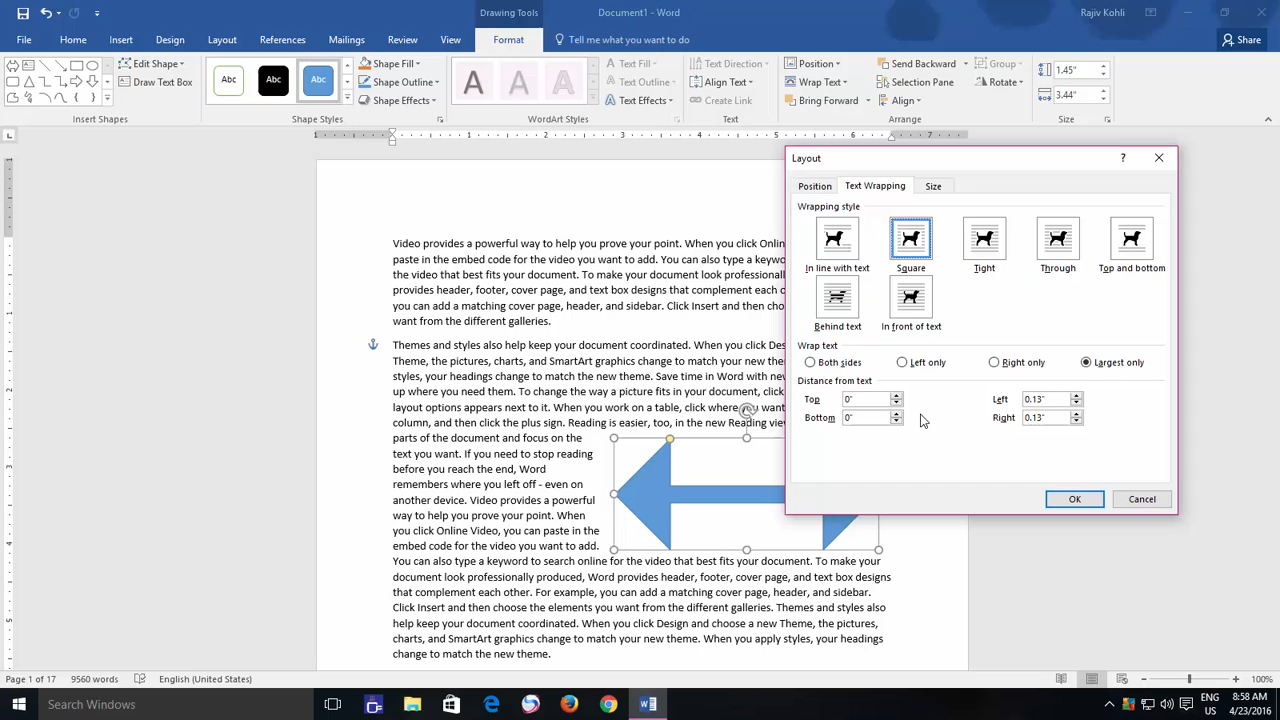 Drawing Tools
Document1 - Word
Rajiv Kohli
File Home Insert Design Layout References Mailings Review View Format Tell me what you want to do Share
Edit Shape
Draw Text Box
Abc Abc Abc
Shape Fill
Shape Outline
Shape Effects
A A A
Text Fill
Text Outline
Text Effects
Text Direction
Align Text
Create Link
Position
Wrap Text
Bring Forward
Send Backward
Selection Pane
Align
Group
Rotate
1.45"
3.44"
Insert Shapes Shape Styles WordArt Styles Text Arrange Size
1 1 2 3 4 5 6 7
Video provides a powerful way to help you prove your point. When you click Onlin
paste in the embed code for the video you want to add. You can also type a keywor
the video that best fits your document. To make your document look professionall
provides header, footer, cover page, and text box designs that complement each o
you can add a matching cover page, header, and sidebar. Click Insert and then choo
want from the different galleries.
Themes and styles also help keep your document coordinated. When you click Des
Theme, the pictures, charts, and SmartArt graphics change to match your new the
styles, your headings change to match the new theme. Save time in Word with new
up where you need them. To change the way a picture fits in your document, click
layout options appears next to it. When you work on a table, click where you want
column, and then click the plus sign. Reading is easier, too, in the new Reading view
parts of the document and focus on the
text you want. If you need to stop reading
before you reach the end, Word
remembers where you left off - even on
another device. Video provides a powerful
way to help you prove your point. When
you click Online Video, you can paste in the
embed code for the video you want to add.
You can also type a keyword to search online for the video that best fits your document. To make your
document look professionally produced, Word provides header, footer, cover page, and text box designs
that complement each other. For example, you can add a matching cover page, header, and sidebar.
Click Insert and then choose the elements you want from the different galleries. Themes and styles also
help keep your document coordinated. When you click Design and choose a new Theme, the pictures,
charts, and SmartArt graphics change to match your new theme. When you apply styles, your headings
change to match the new theme.
Layout ?
Position Text Wrapping Size
Wrapping style
In line with text Square Tight Through Top and bottom
Behind text In front of text
Wrap text
Both sides Left only Right only Largest only
Distance from text
Top 0" Left 0.13"
Bottom 0" Right 0.13"
OK Cancel
Page 1 of 17 9560 words English (United States) 100%
Search Windows
ENG
US
8:58 AM
4/23/2016